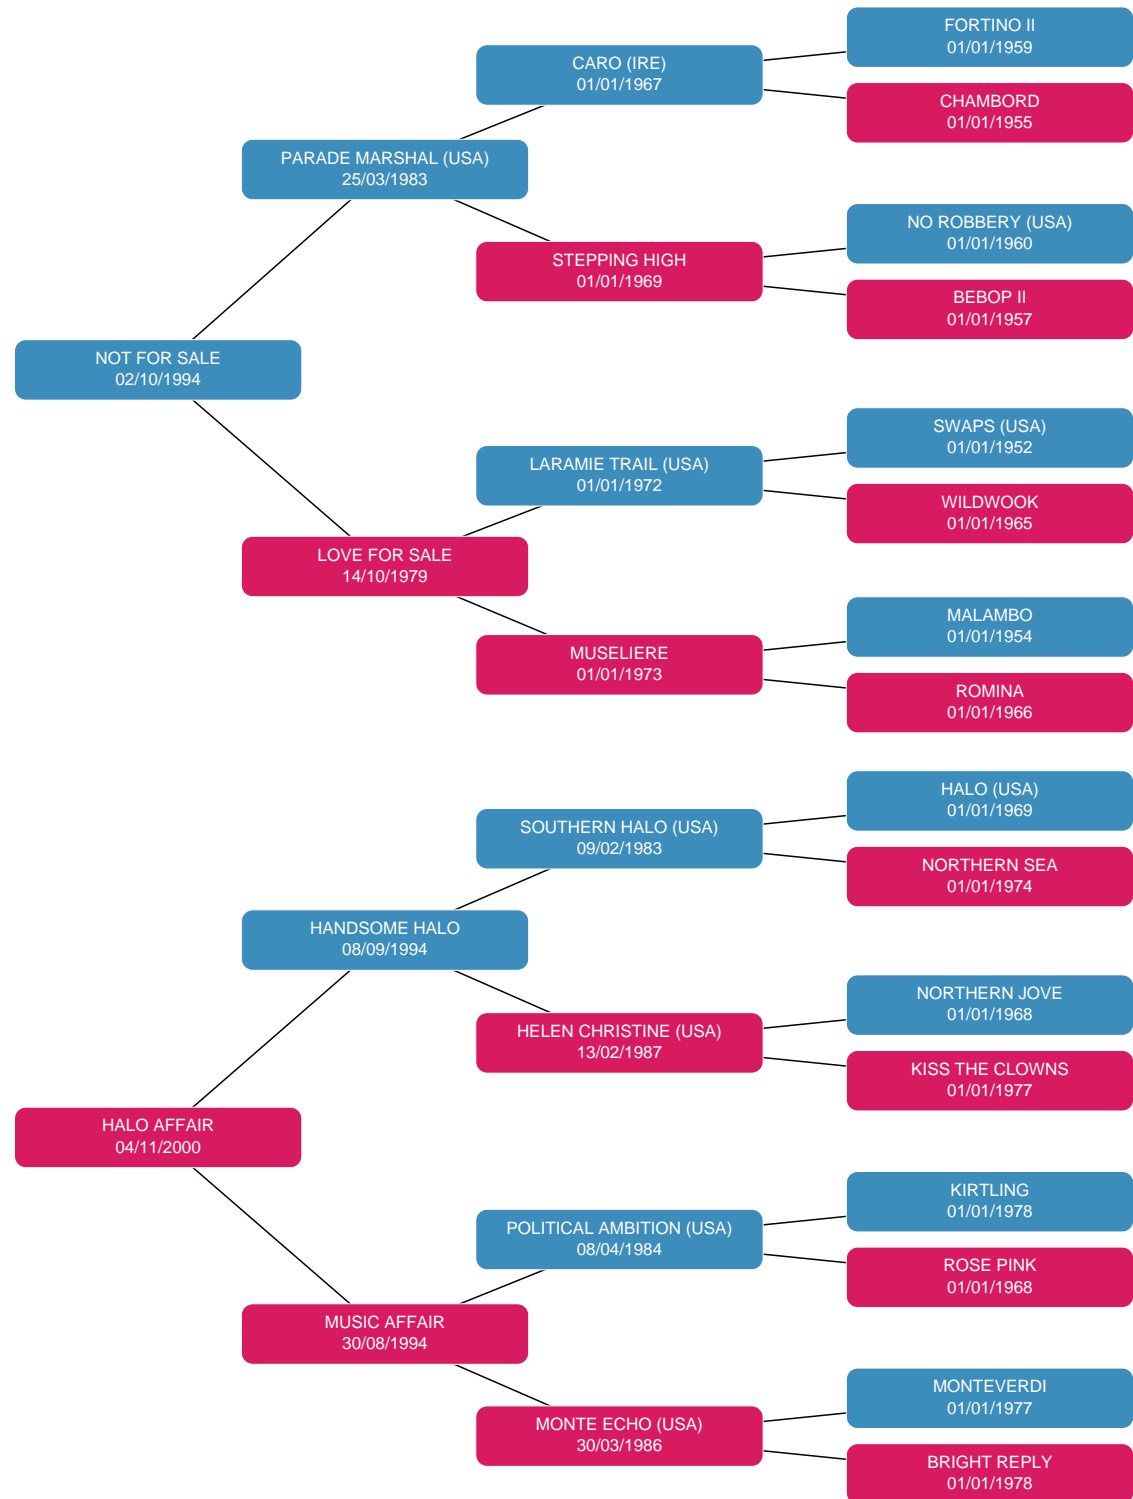 FORTINO II
01/01/1959
CARO (IRE)
01/01/1967
CHAMBORD
01/01/1955
PARADE MARSHAL (USA)
25/03/1983
NO ROBBERY (USA)
01/01/1960
STEPPING HIGH
01/01/1969
BEBOP II
01/01/1957
NOT FOR SALE
02/10/1994
SWAPS (USA)
01/01/1952
LARAMIE TRAIL (USA)
01/01/1972
WILDWOOK
01/01/1965
LOVE FOR SALE
14/10/1979
MALAMBO
01/01/1954
MUSELIERE
01/01/1973
ROMINA
01/01/1966
HALO (USA)
01/01/1969
SOUTHERN HALO (USA)
09/02/1983
NORTHERN SEA
01/01/1974
HANDSOME HALO
08/09/1994
NORTHERN JOVE
01/01/1968
HELEN CHRISTINE (USA)
13/02/1987
KISS THE CLOWNS
01/01/1977
HALO AFFAIR
04/11/2000
KIRTLING
01/01/1978
POLITICAL AMBITION (USA)
08/04/1984
ROSE PINK
01/01/1968
MUSIC AFFAIR
30/08/1994
MONTEVERDI
01/01/1977
MONTE ECHO (USA)
30/03/1986
BRIGHT REPLY
01/01/1978